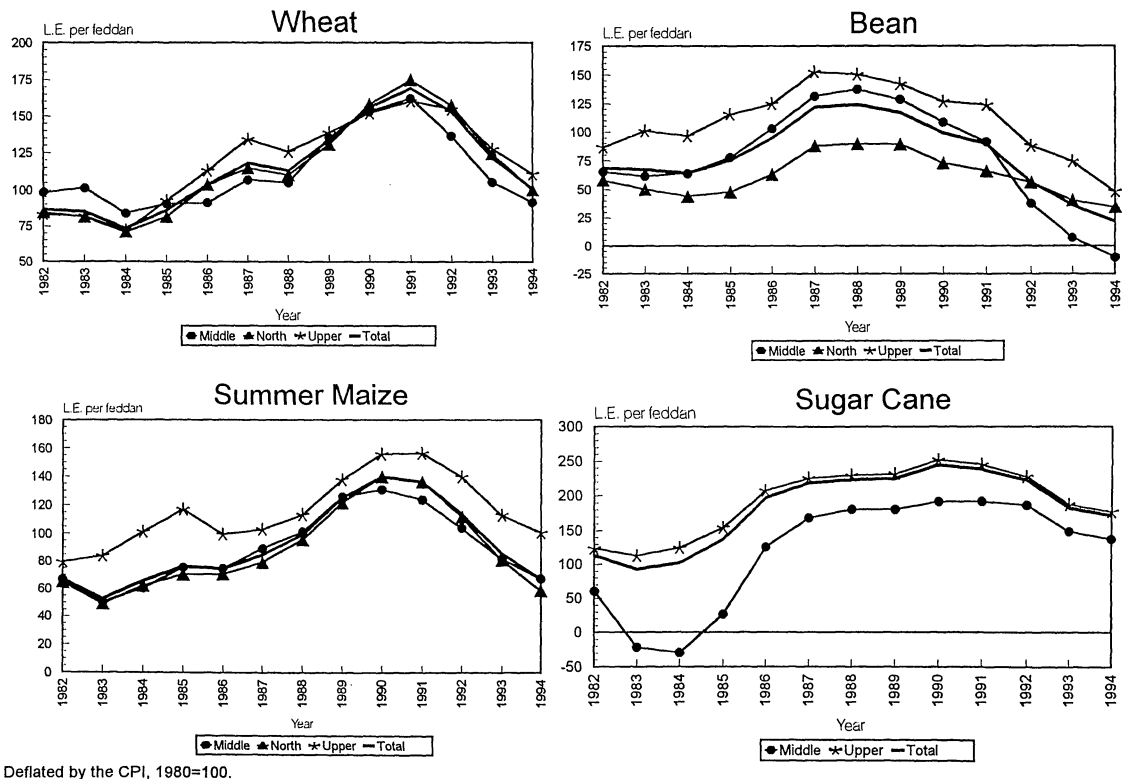 Wheat
L.E. per feddan
200
175
150
125
100
75
50
1982 1983 1984 1985 1986 1987 1988 1989 1990 1991 1992 1993 1994
Year
Middle North Upper Total
Bean
L.E. per feddan
175
150
125
100
75
50
25
0
-25
1982 1983 1984 1985 1986 1987 1988 1989 1990 1991 1992 1993 1994
Year
Middle North Upper Total
Summer Maize
L.E. per feddan
180
160
140
120
100
80
60
40
20
0
1982 1983 1984 1985 1986 1987 1988 1989 1990 1991 1992 1993 1994
Year
Middle North Upper Total
Sugar Cane
L.E. per feddan
300
250
200
150
100
50
0
-50
1982 1983 1984 1985 1986 1987 1988 1989 1990 1991 1992 1993 1994
Year
Middle Upper Total
Deflated by the CPI, 1980=100.